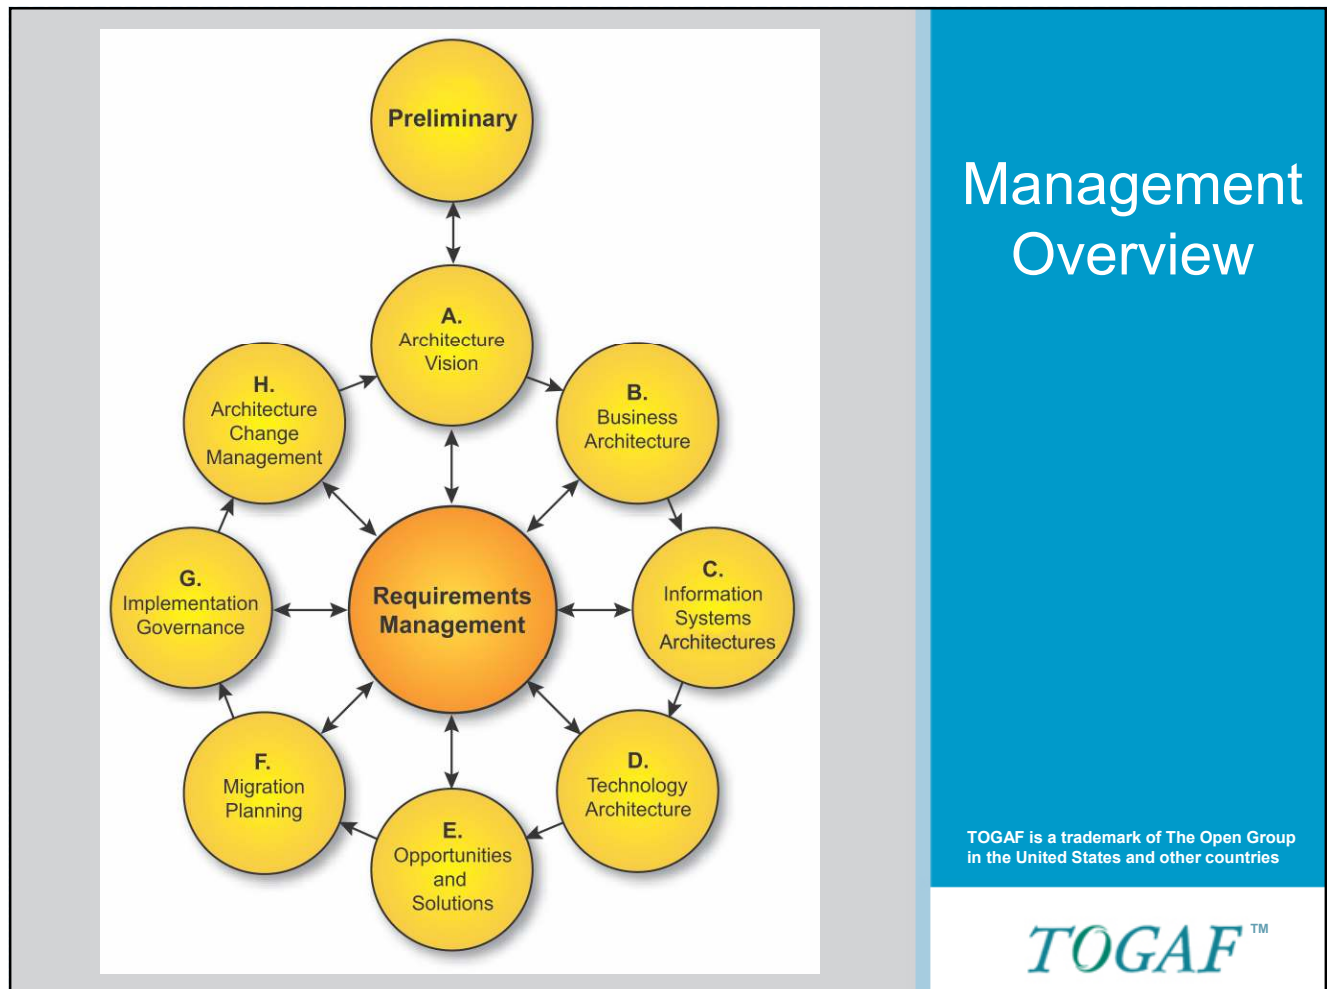 Preliminary
A.
Architecture
Vision
B.
Business
Architecture
C.
Information
Systems
Architectures
D.
Technology
Architecture
E.
Opportunities
and
Solutions
F.
Migration
Planning
G.
Implementation
Governance
H.
Architecture
Change
Management
Requirements
Management
Management
Overview
TOGAF is a trademark of The Open Group
in the United States and other countries
TOGAF™